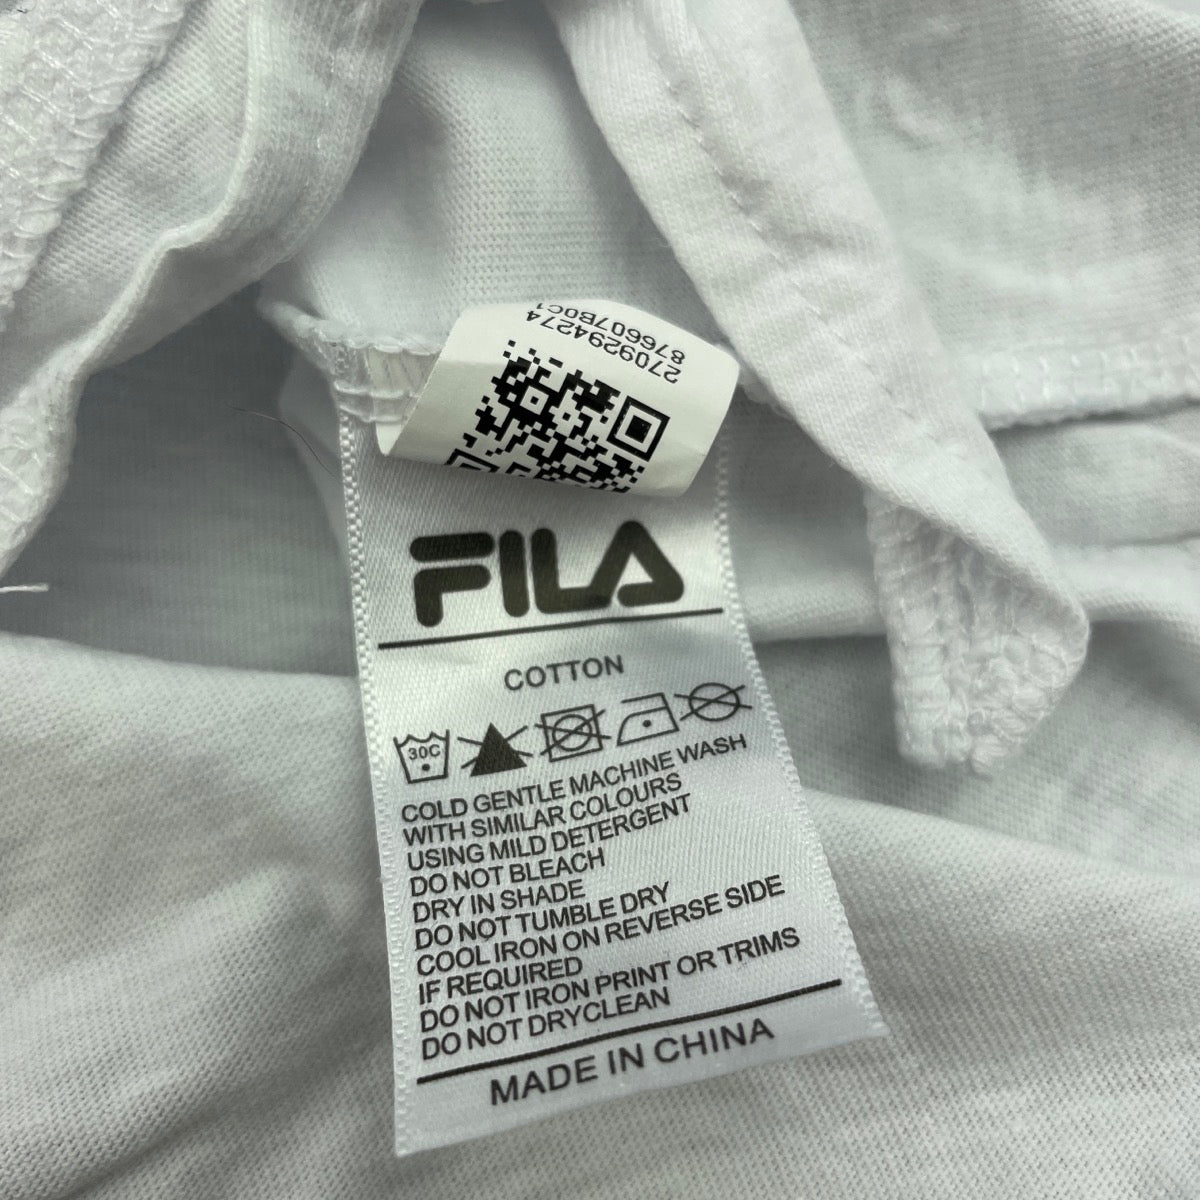 2709294274
876607B0C1
FILA
COTTON
30C
COLD GENTLE MACHINE WASH
WITH SIMILAR COLOURS
USING MILD DETERGENT
DO NOT BLEACH
DRY IN SHADE
DO NOT TUMBLE DRY
COOL IRON ON REVERSE SIDE
IF REQUIRED
DO NOT IRON PRINT OR TRIMS
DO NOT DRYCLEAN
MADE IN CHINA